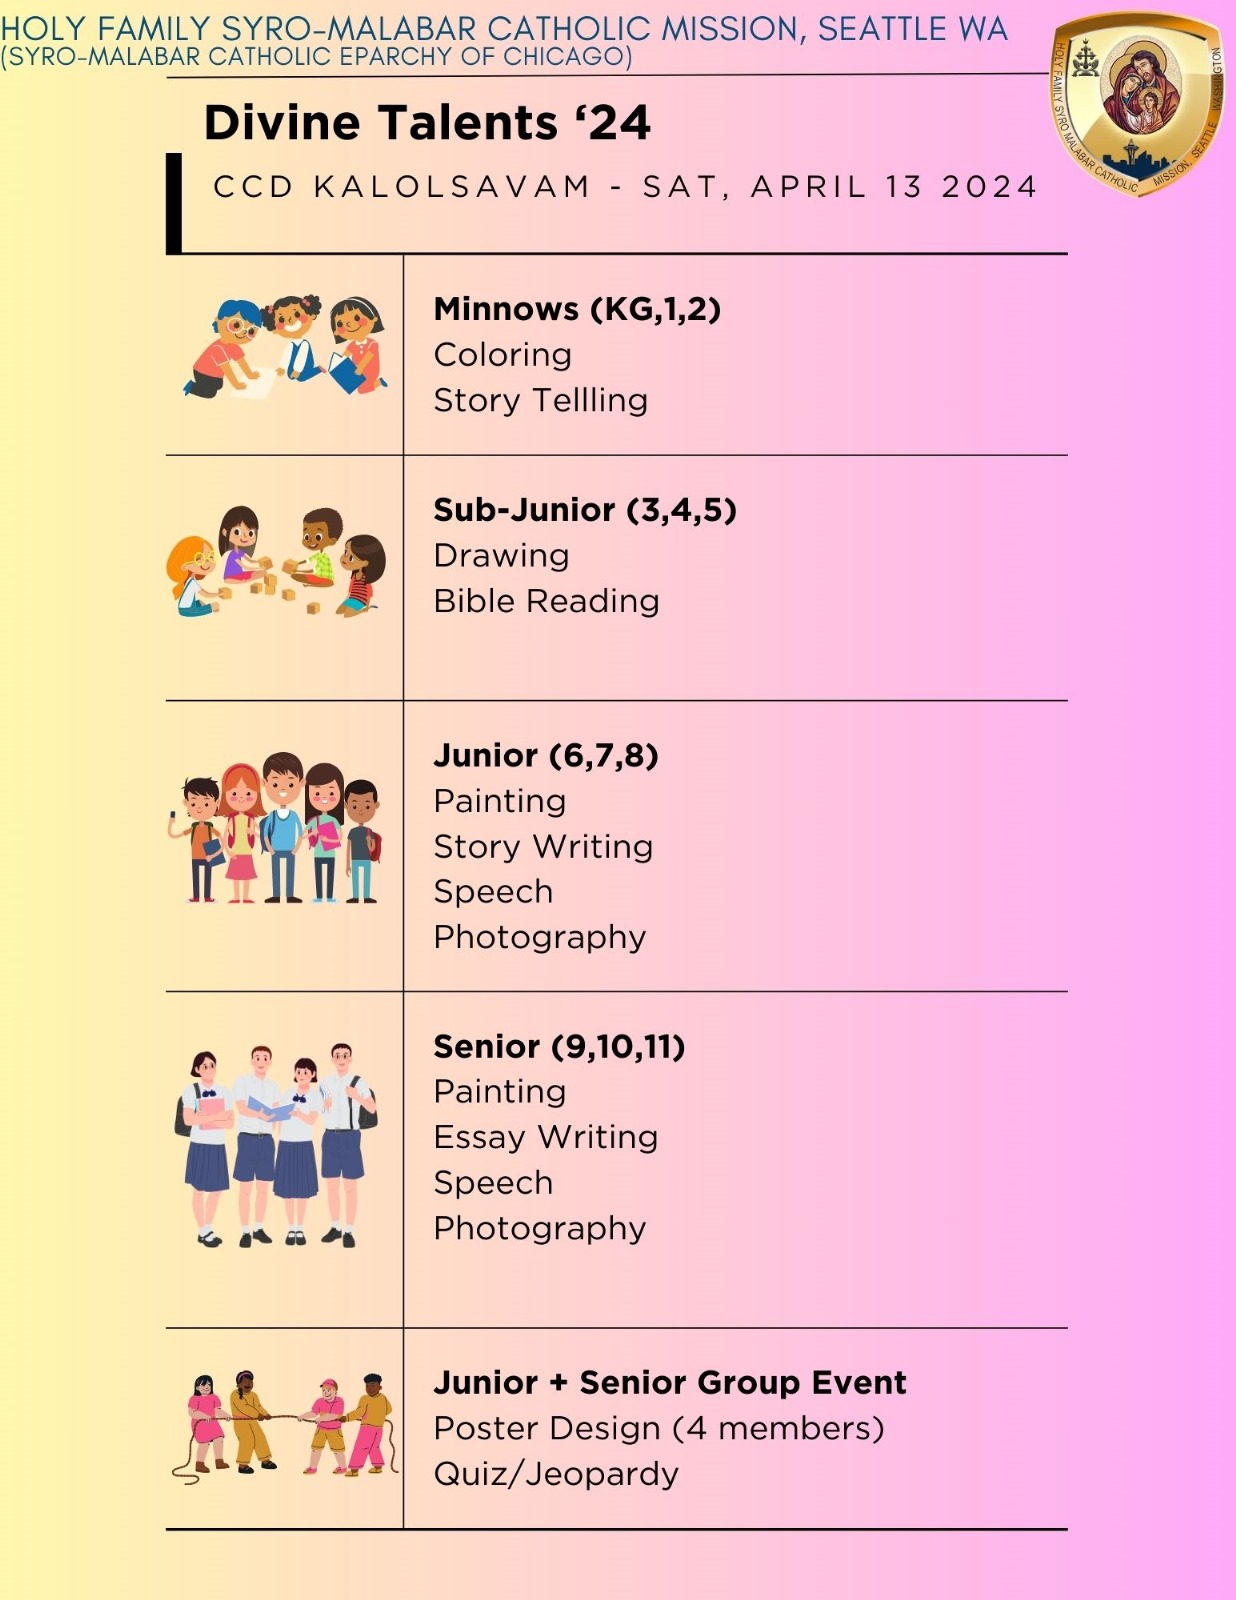 HOLY FAMILY SYRO-MALABAR CATHOLIC MISSION, SEATTLE WA
(SYRO-MALABAR CATHOLIC EPARCHY OF CHICAGO)
HOLY FAMILY SYRO MALABAR CATHOLIC MISSION, SEATTLE WASHINGTON
Divine Talents ‘24
CCD KALOLSAVAM - SAT, APRIL 13 2024
Minnows (KG,1,2)
Coloring
Story Tellling
Sub-Junior (3,4,5)
Drawing
Bible Reading
Junior (6,7,8)
Painting
Story Writing
Speech
Photography
Senior (9,10,11)
Painting
Essay Writing
Speech
Photography
Junior + Senior Group Event
Poster Design (4 members)
Quiz/Jeopardy